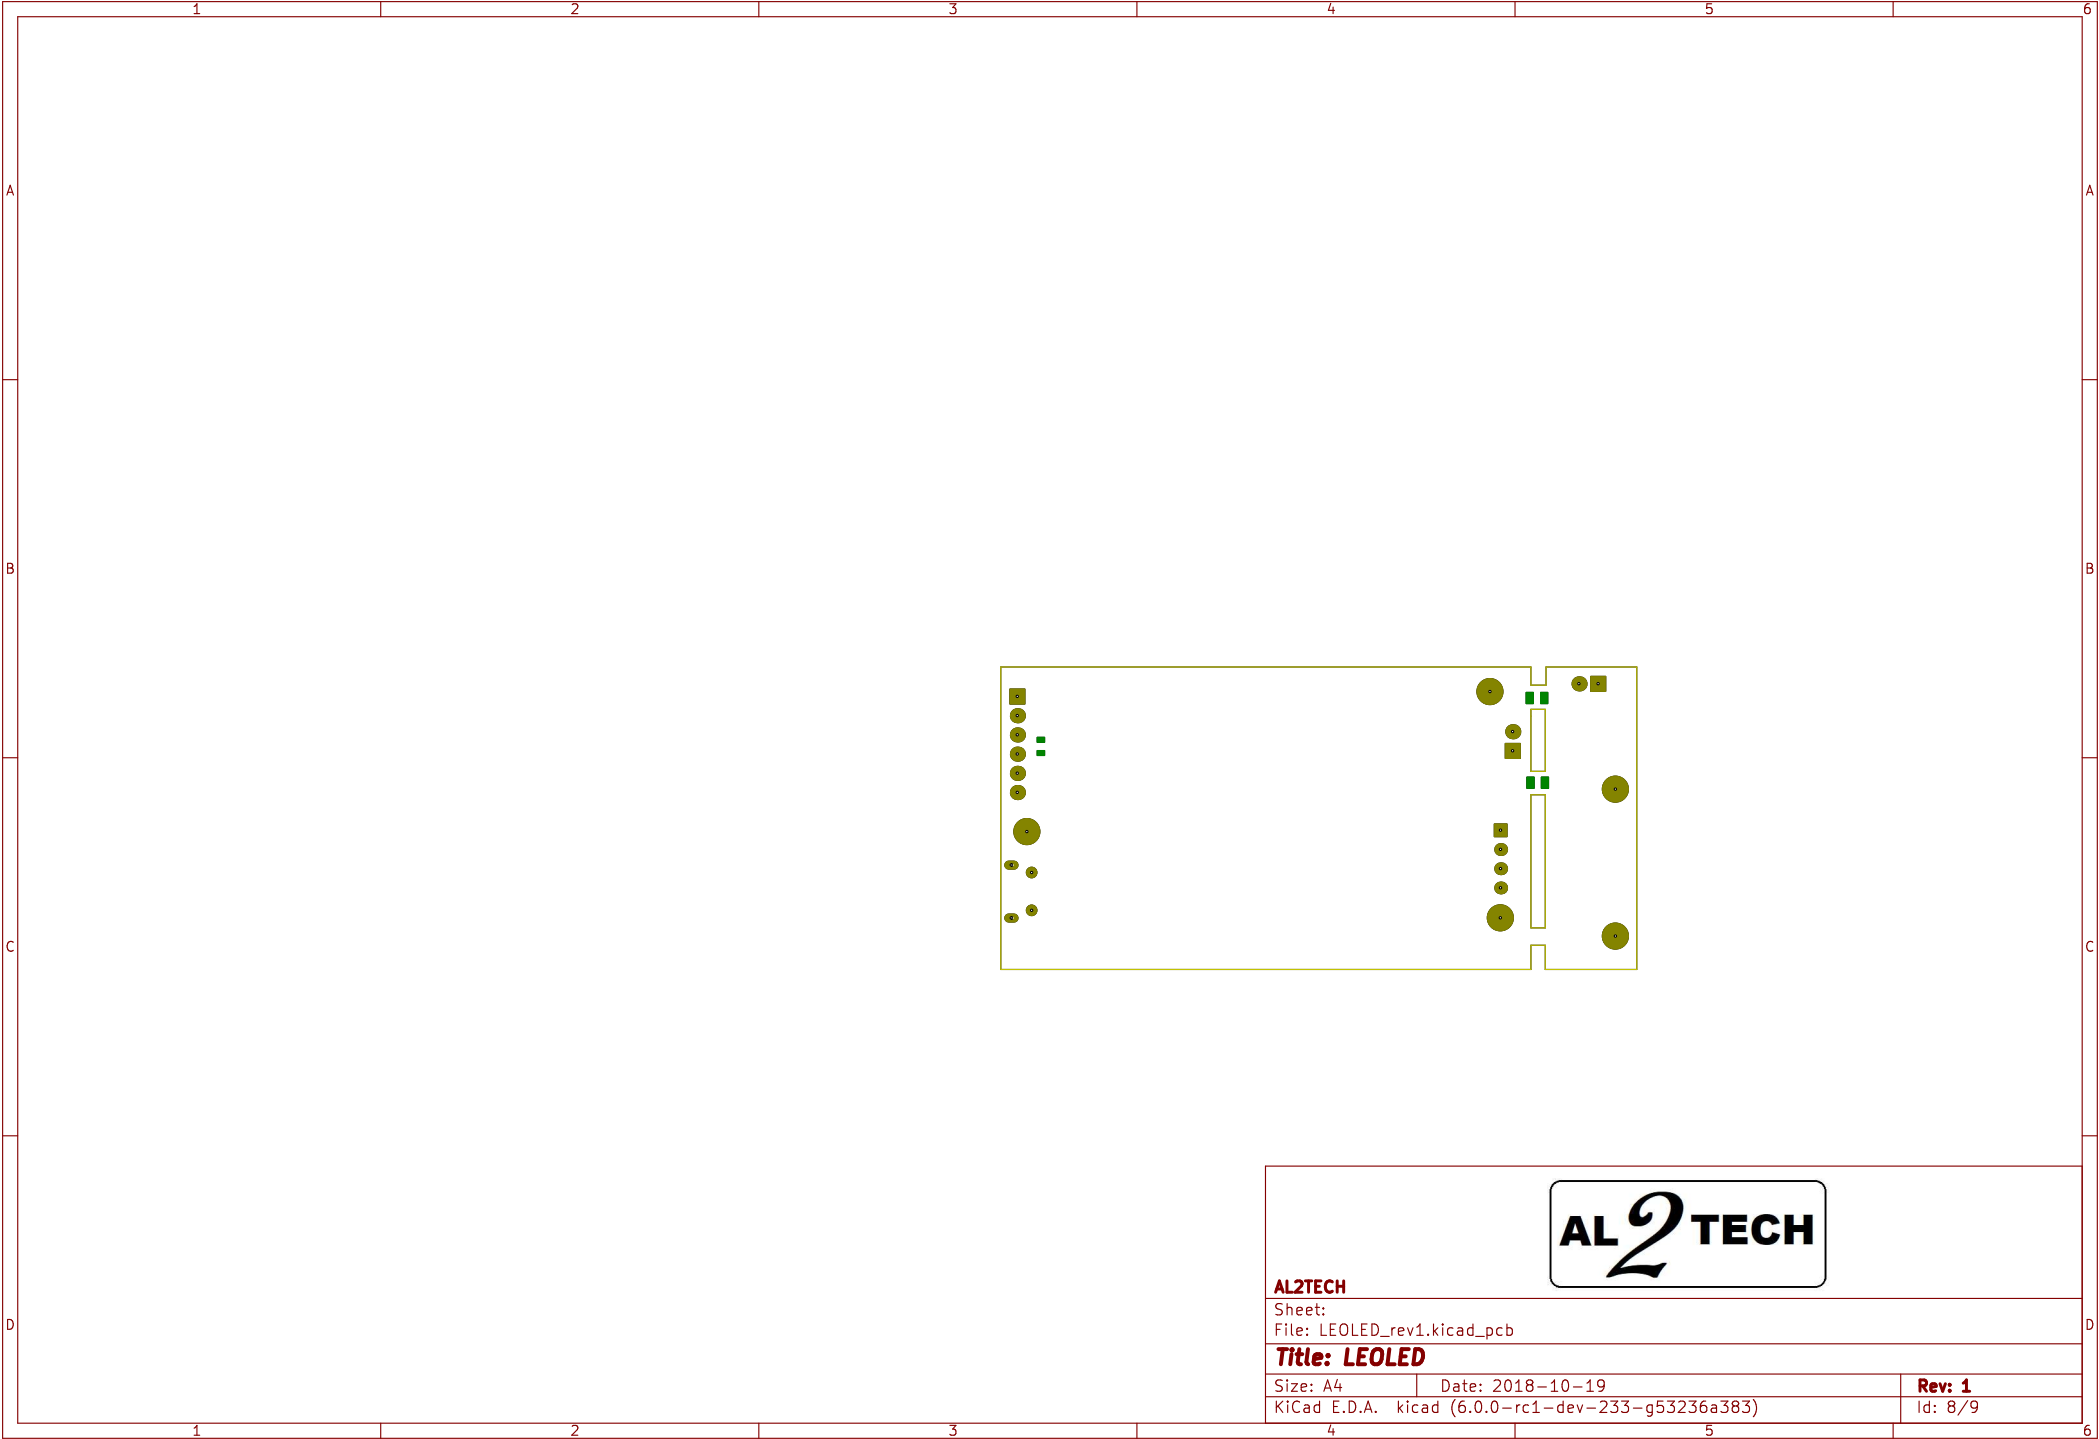 1 2 3 4 5 6
A A
B B
C C
AL2TECH
AL2TECH
Sheet:
File: LEOLED_rev1.kicad_pcb
D D
Title: LEOLED
Size: A4 Date: 2018-10-19 Rev: 1
KiCad E.D.A. kicad (6.0.0-rc1-dev-233-g53236a383) Id: 8/9
1 2 3 4 5 6